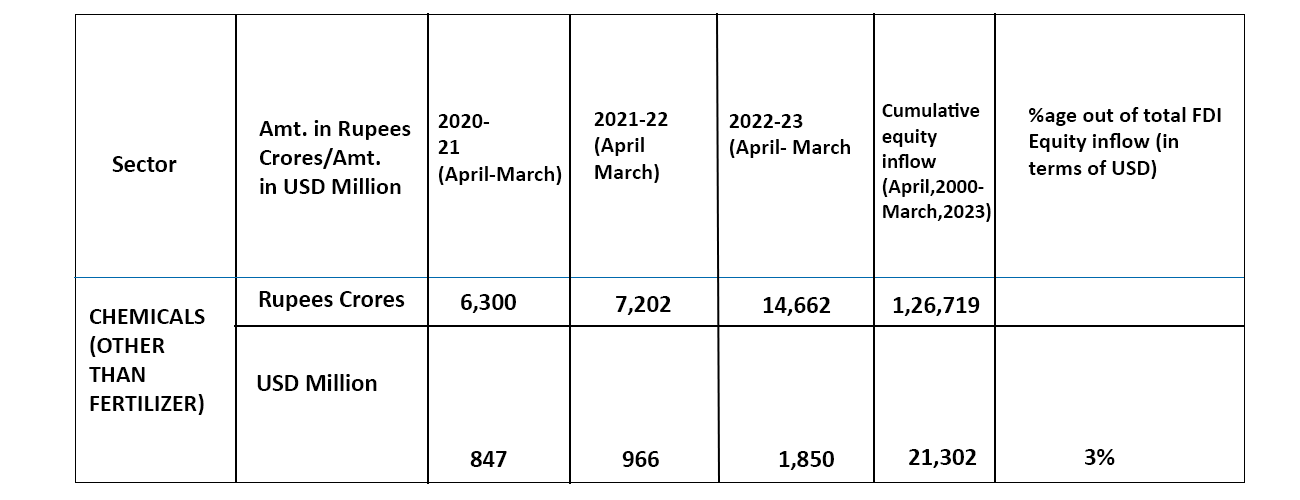 Sector
Amt. in Rupees
Crores/Amt.
in USD Million
2020-
21
(April-March)
2021-22
(April
March)
2022-23
(April- March
Cumulative
equity
inflow
(April,2000-
March,2023)
%age out of total FDI
Equity inflow (in
terms of USD)
CHEMICALS
(OTHER
THAN
FERTILIZER)
Rupees Crores
6,300
7,202
14,662
1,26,719
USD Million
847
966
1,850
21,302
3%